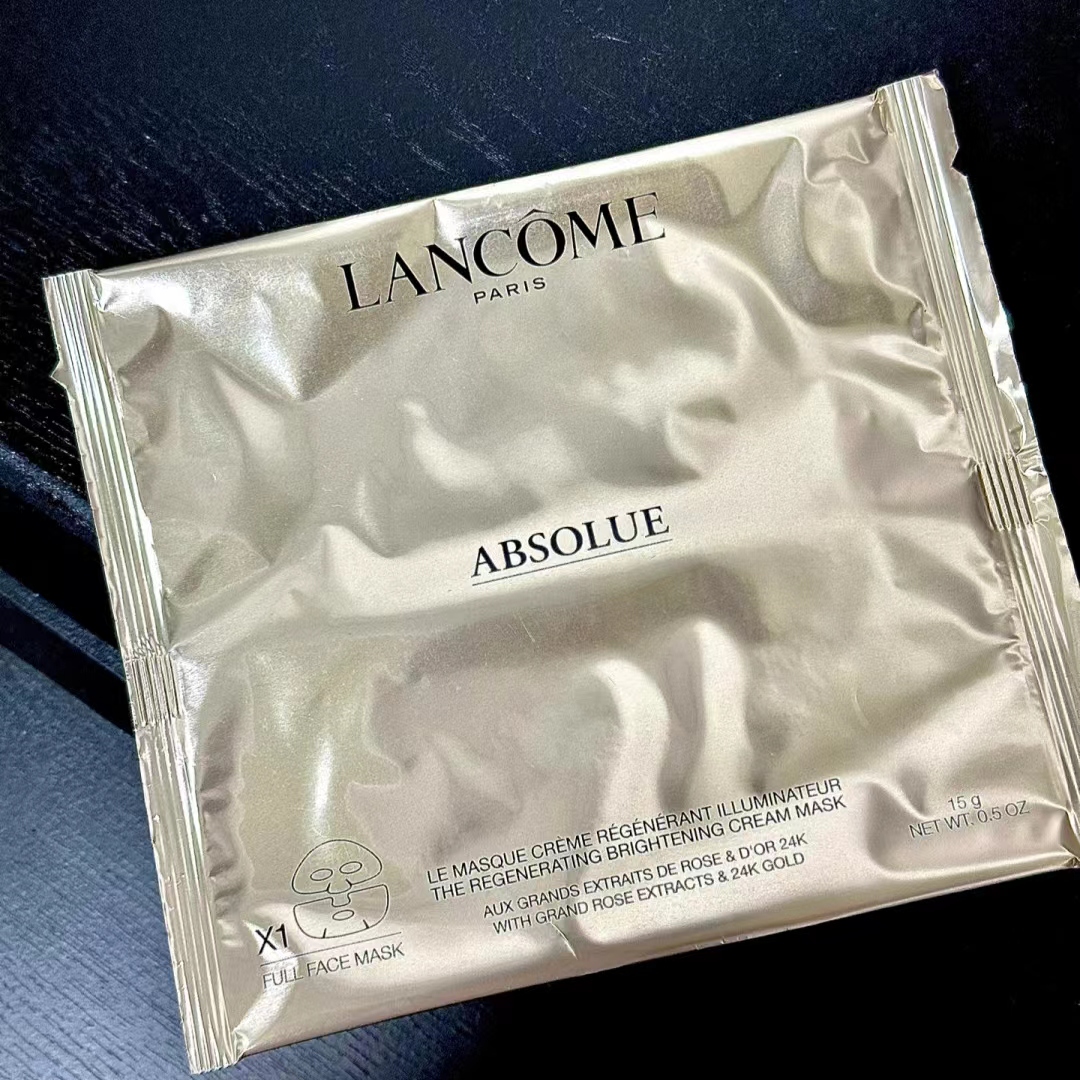 LANCÔME
PARIS
ABSOLUE
LE MASQUE CRÈME RÉGÉNÉRANT ILLUMINATEUR
THE REGENERATING BRIGHTENING CREAM MASK
AUX GRANDS EXTRAITS DE ROSE & D'OR 24K
WITH GRAND ROSE EXTRACTS & 24K GOLD
15 g
NET WT. 0.5 OZ
X1
FULL FACE MASK